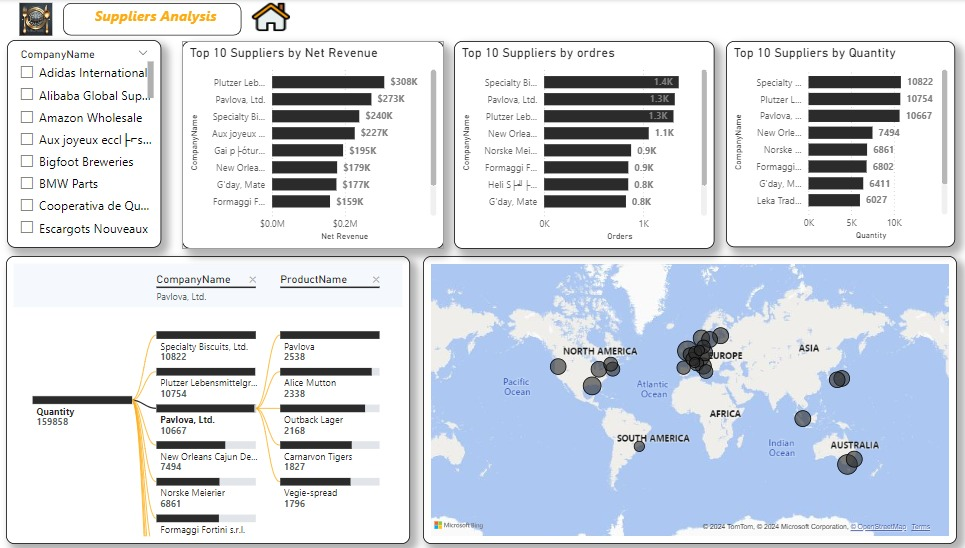 Suppliers Analysis
CompanyName
Adidas International
Alibaba Global Sup...
Amazon Wholesale
Aux joyeux eccl├⌐s...
Bigfoot Breweries
BMW Parts
Cooperativa de Qu...
Escargots Nouveaux
Top 10 Suppliers by Net Revenue
CompanyName
Plutzer Leb... $308K
Pavlova, Ltd. $273K
Specialty Bi... $240K
Aux joyeux ... $227K
Gai p├ótur... $195K
New Orlea... $179K
G'day, Mate $177K
Formaggi F... $159K
$0.0M $0.2M
Net Revenue
Top 10 Suppliers by ordres
CompanyName
Specialty Bi... 1.4K
Pavlova, Ltd. 1.3K
Plutzer Leb... 1.3K
New Orlea... 1.1K
Norske Mei... 0.9K
Formaggi F... 0.9K
Heli S 0.8K
G'day, Mate 0.8K
0K 1K
Orders
Top 10 Suppliers by Quantity
CompanyName
Specialty ... 10822
Plutzer L... 10754
Pavlova, ... 10667
New Orle... 7494
Norske ... 6861
Formaggi... 6802
G'day, M... 6411
Leka Trad... 6027
0K 5K 10K
Quantity
CompanyName
Pavlova, Ltd.
ProductName
Quantity
159858
Specialty Biscuits, Ltd.
10822
Plutzer Lebensmittelgr...
10754
Pavlova, Ltd.
10667
New Orleans Cajun De...
7494
Norske Meierier
6861
Formaggi Fortini s.r.l.
Pavlova
2538
Alice Mutton
2338
Outback Lager
2168
Carnarvon Tigers
1827
Vegie-spread
1796
NORTH AMERICA
EUROPE
ASIA
Pacific
Ocean
Atlantic
Ocean
AFRICA
SOUTH AMERICA
Indian
Ocean
AUSTRALIA
Microsoft Bing
© 2024 TomTom, © 2024 Microsoft Corporation, © OpenStreetMap Terms